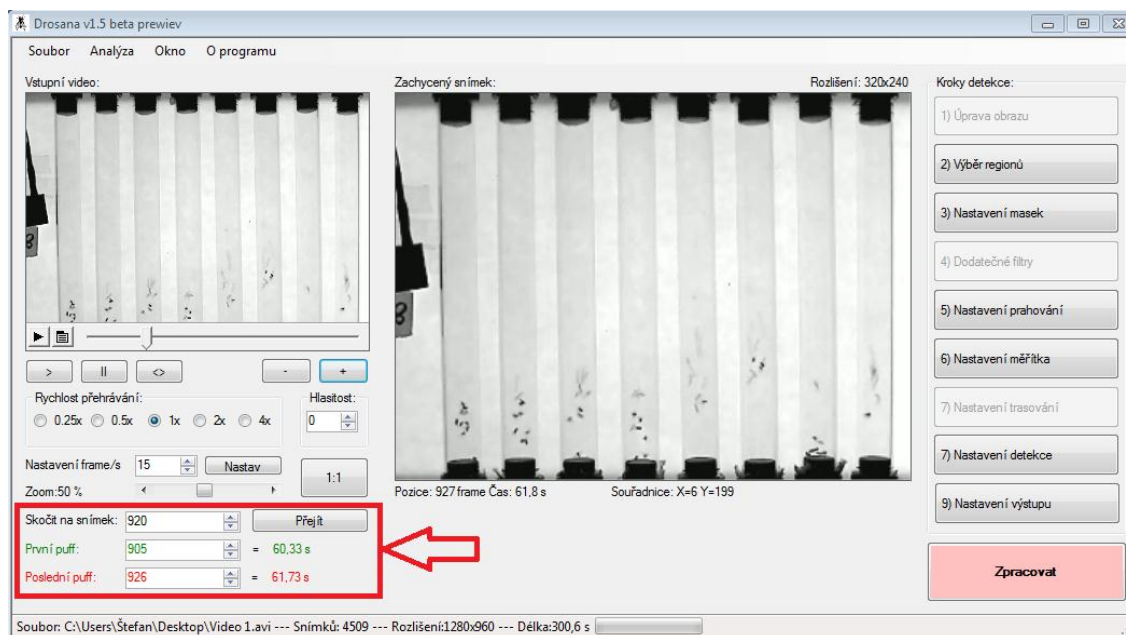 Drosana v1.5 beta prewiev
Soubor Analýza Okno O programu
Vstupní video:
Zachycený snímek: Rozlišení: 320x240
Kroky detekce:
8
8
1) Úprava obrazu
2) Výběr regionů
3) Nastavení masek
4) Dodatečné filtry
5) Nastavení prahování
6) Nastavení měřítka
7) Nastavení trasování
7) Nastavení detekce
9) Nastavení výstupu
Zpracovat
> || <> - +
Rychlost přehrávání: Hlasitost:
0.25x 0.5x 1x 2x 4x 0
Nastavení frame/s 15 Nastav 1:1
Zoom:50 %
Pozice: 927 frame Čas: 61,8 s Souřadnice: X=6 Y=199
Skočit na snímek: 920 Přejít
První puff: 905 = 60,33 s
Poslední puff: 926 = 61,73 s
Soubor: C:\Users\Štefan\Desktop\Video 1.avi --- Snímků: 4509 --- Rozlišení:1280x960 --- Délka:300,6 s